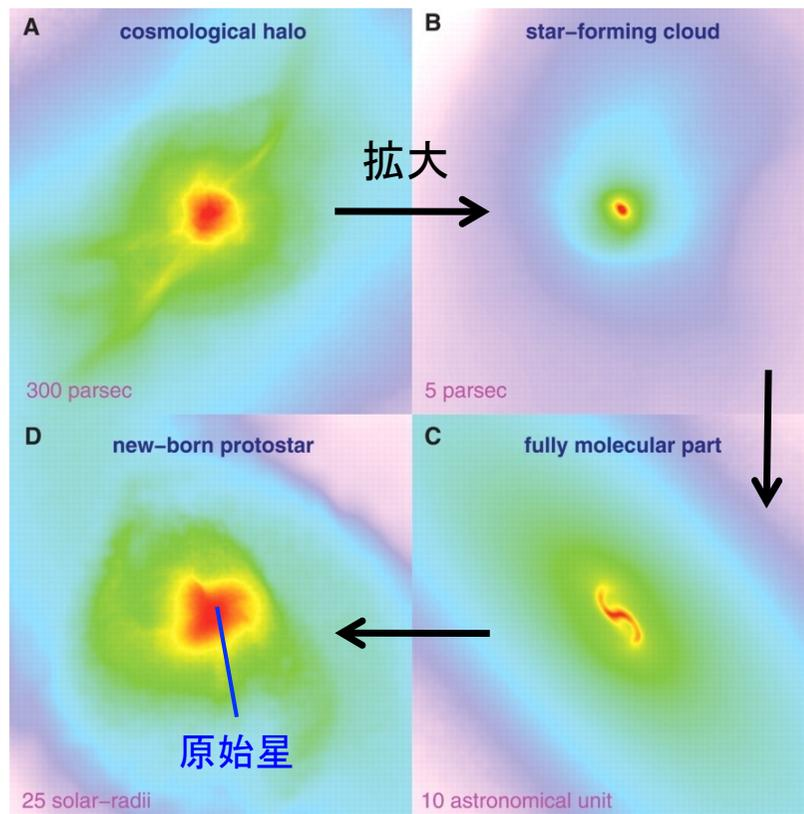 A
cosmological halo
300 parsec
拡大
B
star–forming cloud
5 parsec
C
fully molecular part
10 astronomical unit
D
new–born protostar
原始星
25 solar–radii